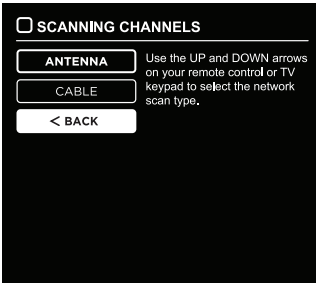 SCANNING CHANNELS
ANTENNA
CABLE
< BACK
Use the UP and DOWN arrows
on your remote control or TV
keypad to select the network
scan type.